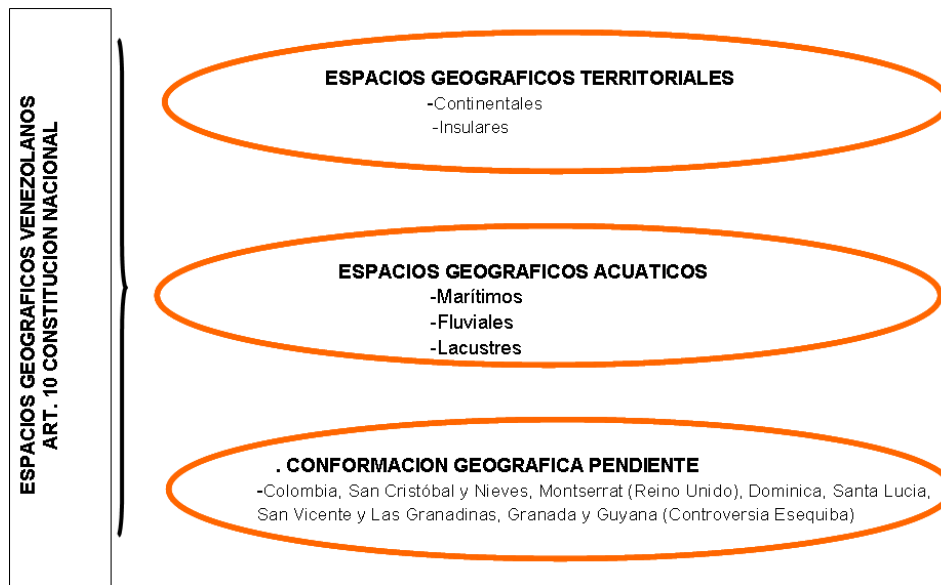 ESPACIOS GEOGRAFICOS VENEZOLANOS
ART. 10 CONSTITUCION NACIONAL
ESPACIOS GEOGRAFICOS TERRITORIALES
-Continentales
-Insulares
ESPACIOS GEOGRAFICOS ACUATICOS
-Marítimos
-Fluviales
-Lacustres
. CONFORMACION GEOGRAFICA PENDIENTE
-Colombia, San Cristóbal y Nieves, Montserrat (Reino Unido), Dominica, Santa Lucia,
San Vicente y Las Granadinas, Granada y Guyana (Controversia Esequiba)